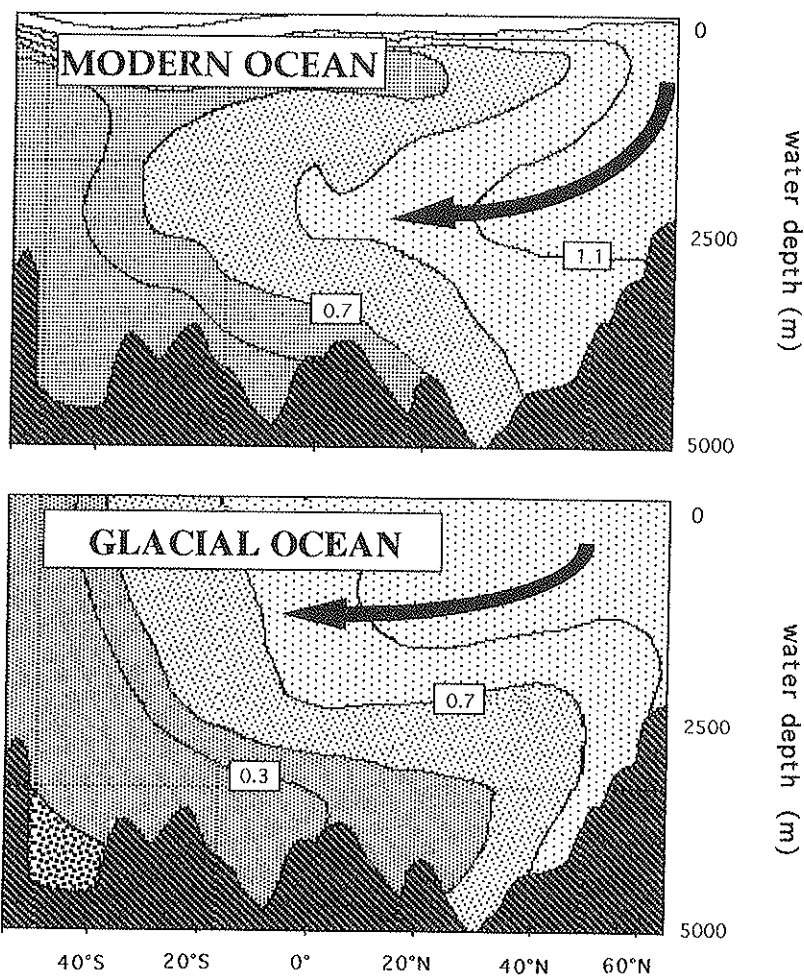 MODERN OCEAN
0
1.1
2500
0.7
5000
water depth (m)
GLACIAL OCEAN
0
0.7
2500
0.3
5000
water depth (m)
40°S 20°S 0° 20°N 40°N 60°N